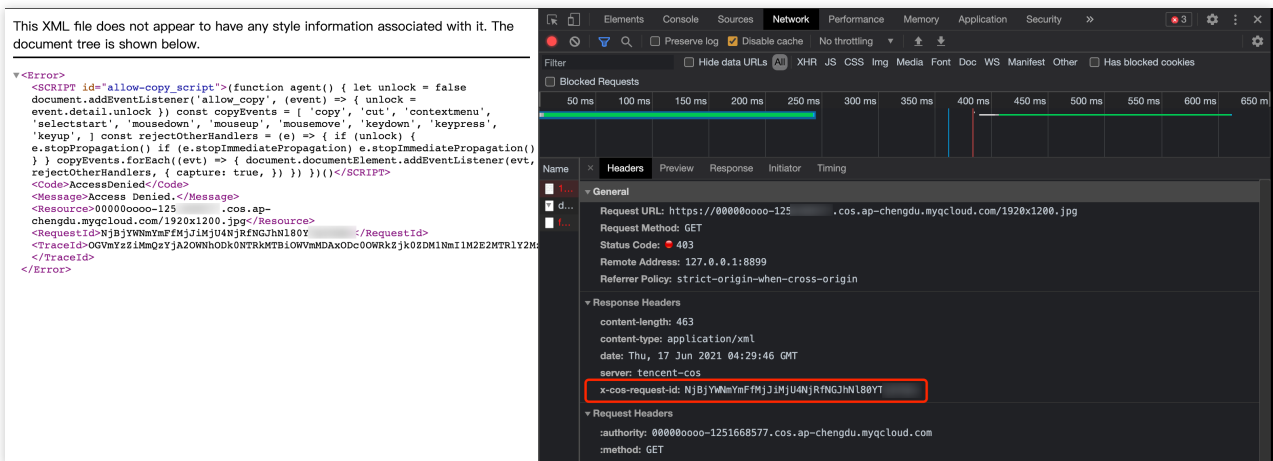 This XML file does not appear to have any style information associated with it. The
document tree is shown below.
▼<Error>
<SCRIPT id="allow-copy_script">(function agent() { let unlock = false
document.addEventListener('allow_copy', (event) => { unlock =
event.detail.unlock }) const copyEvents = [ 'copy', 'cut', 'contextmenu',
'selectstart', 'mousedown', 'mouseup', 'mousemove', 'keydown', 'keypress',
'keyup', ] const rejectOtherHandlers = (e) => { if (unlock) {
e.stopPropagation() if (e.stopImmediatePropagation) e.stopImmediatePropagation()
} } copyEvents.forEach((evt) => { document.documentElement.addEventListener(evt,
rejectOtherHandlers, { capture: true, }) }) })()</SCRIPT>
<Code>AccessDenied</Code>
<Message>Access Denied.</Message>
<Resource>00000oooo-125 .cos.ap-
chengdu.myqcloud.com/1920x1200.jpg</Resource>
<RequestId>NjBjYWNmYmFfMjJiMjU4NjRfNGJhNl80Y </RequestId>
<TraceId>
</TraceId>
</Error>
Elements Console Sources Network Performance Memory Application Security » 3
Preserve log Disable cache No throttling ▼
Filter Hide data URLs All XHR JS CSS Img Media Font Doc WS Manifest Other Has blocked cookies
Blocked Requests
50 ms 100 ms 150 ms 200 ms 250 ms 300 ms 350 ms 400 ms 450 ms 500 ms 550 ms 600 ms 650 m
Name × Headers Preview Response Initiator Timing
1...
d...
f...
▼ General
Request URL: https://00000oooo-125 .cos.ap-chengdu.myqcloud.com/1920x1200.jpg
Request Method: GET
Status Code: 403
Remote Address: 127.0.0.1:8899
Referrer Policy: strict-origin-when-cross-origin
▼ Response Headers
content-length: 463
content-type: application/xml
date: Thu, 17 Jun 2021 04:29:46 GMT
server: tencent-cos
x-cos-request-id: NjBjYWNmYmFfMjJiMjU4NjRfNGJhNl80YT
▼ Request Headers
:authority: 00000oooo-1251668577.cos.ap-chengdu.myqcloud.com
:method: GET